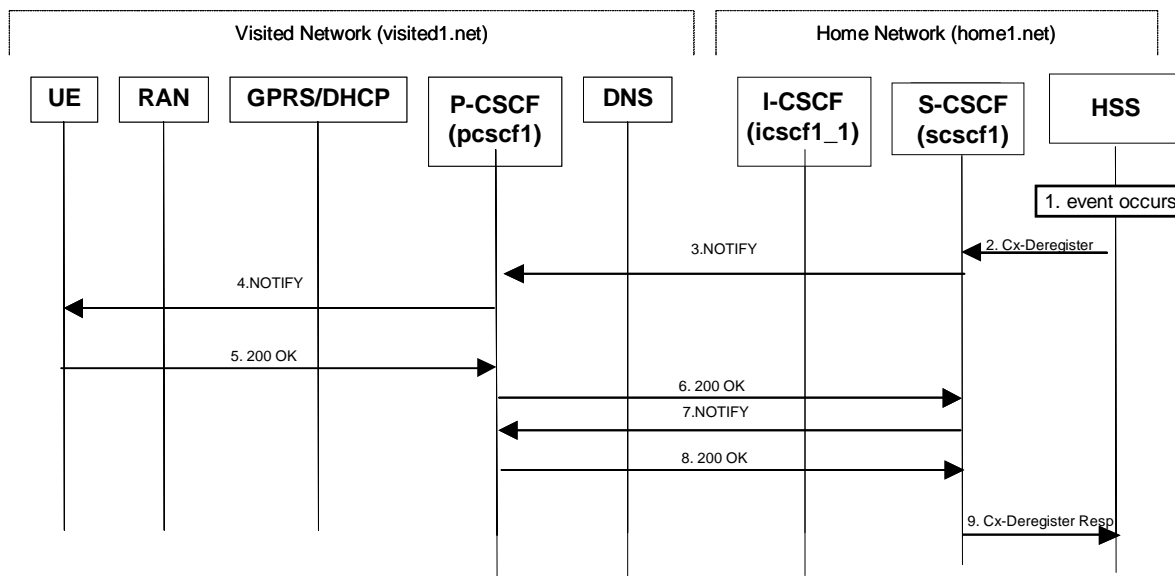 Visited Network (visited1.net)
Home Network (home1.net)
UE
RAN
GPRS/DHCP
P-CSCF
(pcscf1)
DNS
I-CSCF
(icscf1_1)
S-CSCF
(scscf1)
HSS
1. event occurs
2. Cx-Deregister
3.NOTIFY
4.NOTIFY
5. 200 OK
6. 200 OK
7.NOTIFY
8. 200 OK
9. Cx-Deregister Resp